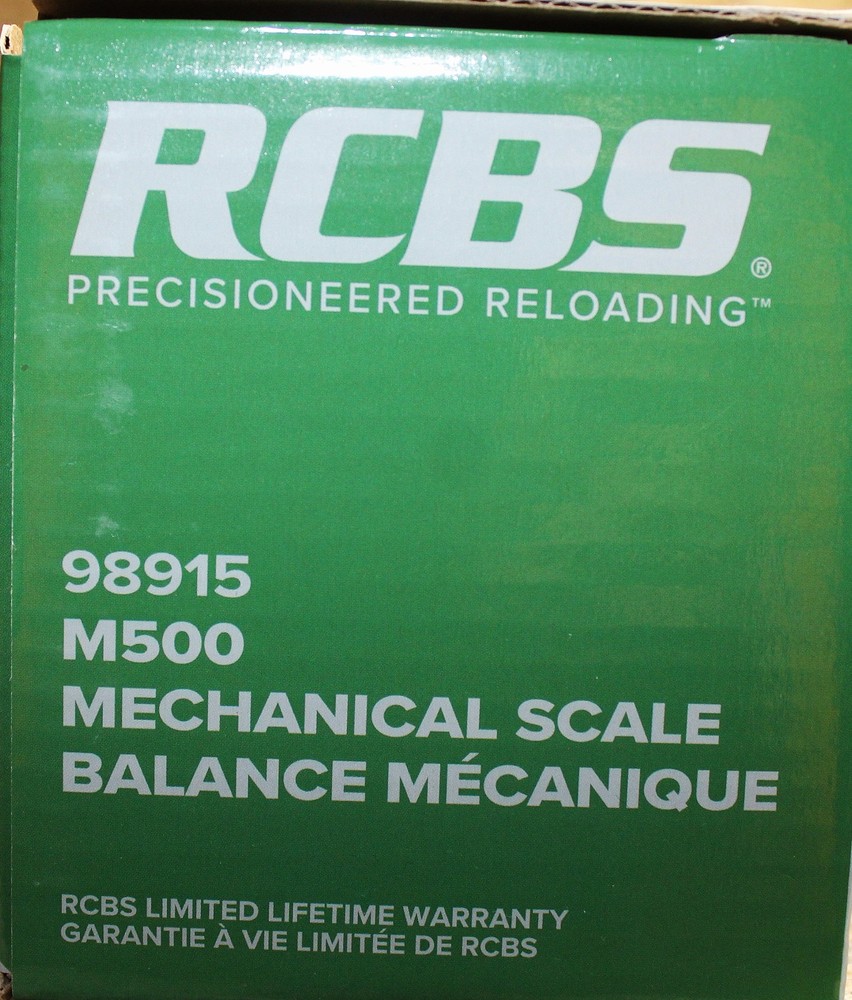 RCBS®
PRECISIONEERED RELOADING™
98915
M500
MECHANICAL SCALE
BALANCE MÉCANIQUE
RCBS LIMITED LIFETIME WARRANTY
GARANTIE À VIE LIMITÉE DE RCBS